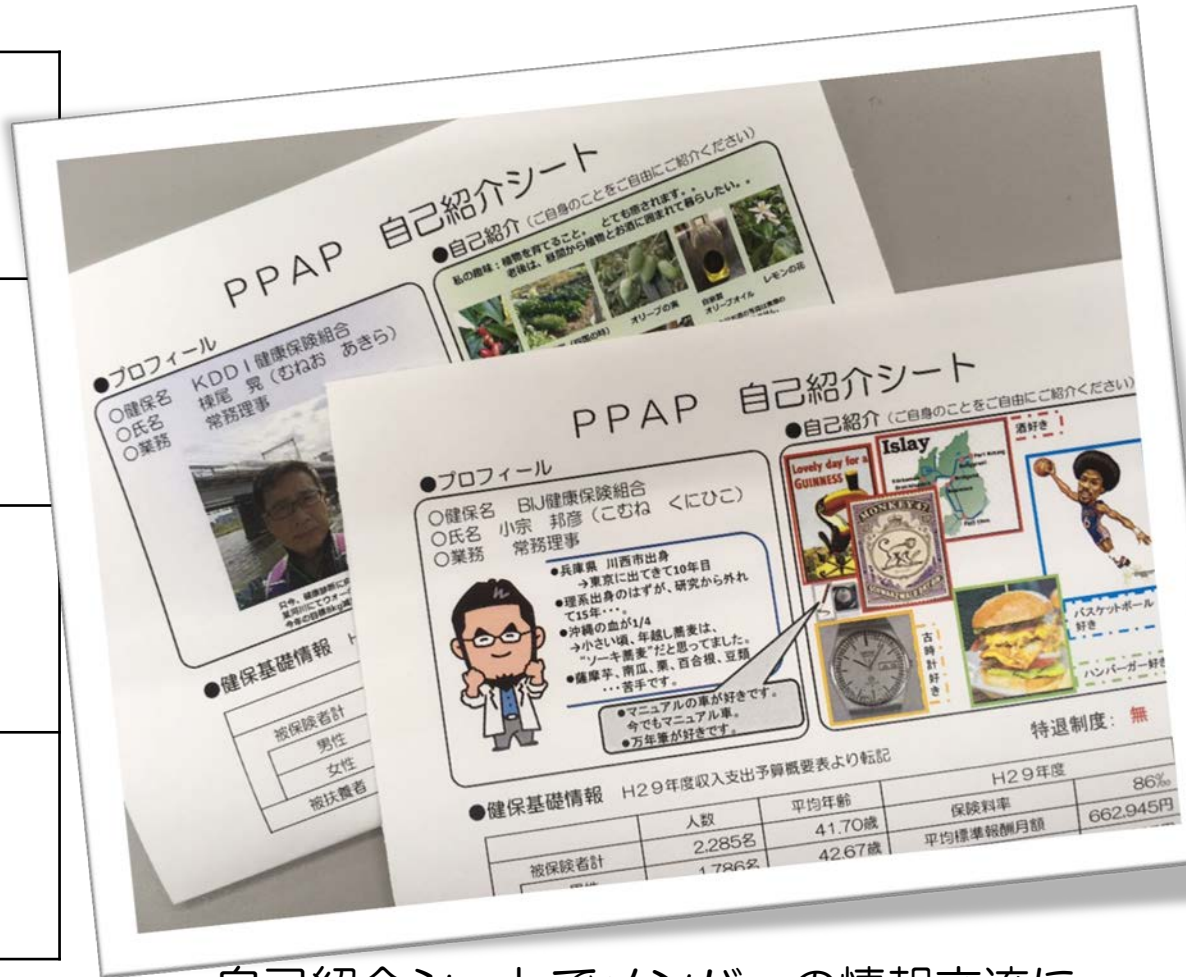 PPAP 自己紹介シート
●プロフィール
○健保名 KDDI健康保険組合
○氏名 棟尾 晃(むねお あきら)
○業務 常務理事
●自己紹介(ご自身のことをご自由にご紹介ください)
私の趣味:植物を育てること。 とても癒されます。。
老後は、昼間から植物とお酒に囲まれて暮らしたい。。
オリーブの実
自家製
オリーブオイル
レモンの花
●健保基礎情報
被保険者計
男性
女性
被扶養者
PPAP 自己紹介シート
●プロフィール
○健保名 BIJ健康保険組合
○氏名 小宗 邦彦(こむね くにひこ)
○業務 常務理事
●兵庫県 川西市出身
→東京に出てきて10年目
●理系出身のはずが、研究から外れ
て15年・・・。
●沖縄の血が1/4
→小さい頃、年越し蕎麦は、
“ソーキ蕎麦”だと思ってました。
●薩摩芋、南瓜、栗、百合根、豆類
・・・苦手です。
●マニュアルの車が好きです。
今でもマニュアル車。
●万年筆が好きです。
●自己紹介(ご自身のことをご自由にご紹介ください)
Lovely day for a
GUINNESS
Islay
酒好き
MONKEY 47
古時計好き
バスケットボール
好き
ハンバーガー好き
特退制度: 無
●健保基礎情報 H29年度収入支出予算概要表より転記
人数 平均年齢 H29年度
被保険者計 2,285名 41.70歳 保険料率 86‰
男性 1,786名 42.67歳 平均標準報酬月額 662,945円
自己紹介シートでメンバーの情報交流に